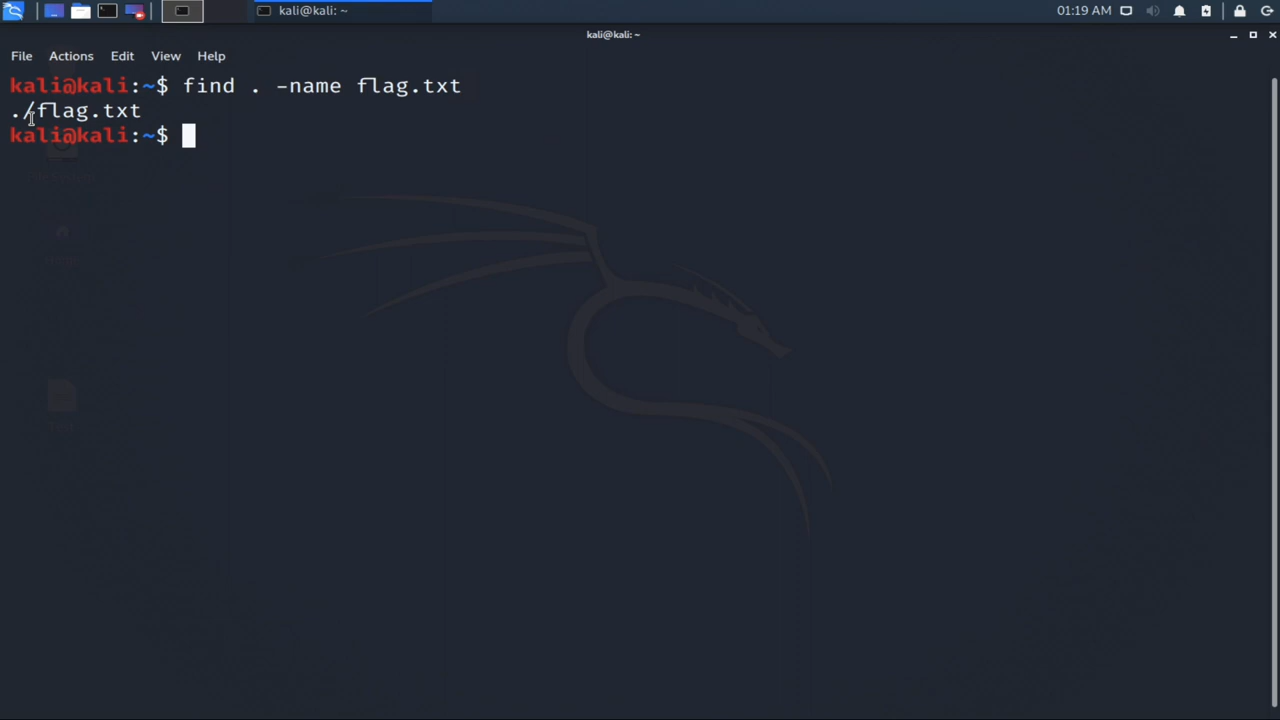 kali@kali: ~
01:19 AM
kali@kali: ~
File Actions Edit View Help
kali@kali:~$ find . -name flag.txt
./flag.txt
kali@kali:~$